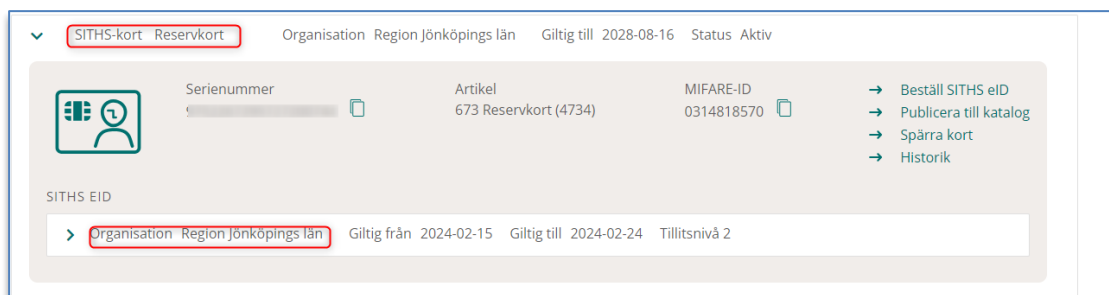 SITHS-kort Reservkort Organisation Region Jönköpings län Giltig till 2028-08-16 Status Aktiv
Serienummer Artikel MIFARE-ID → Beställ SITHS eID
673 Reservkort (4734) 0314818570 → Publicera till katalog
→ Spärra kort
→ Historik
SITHS EID
Organisation Region Jönköpings län Giltig från 2024-02-15 Giltig till 2024-02-24 Tillitsnivå 2